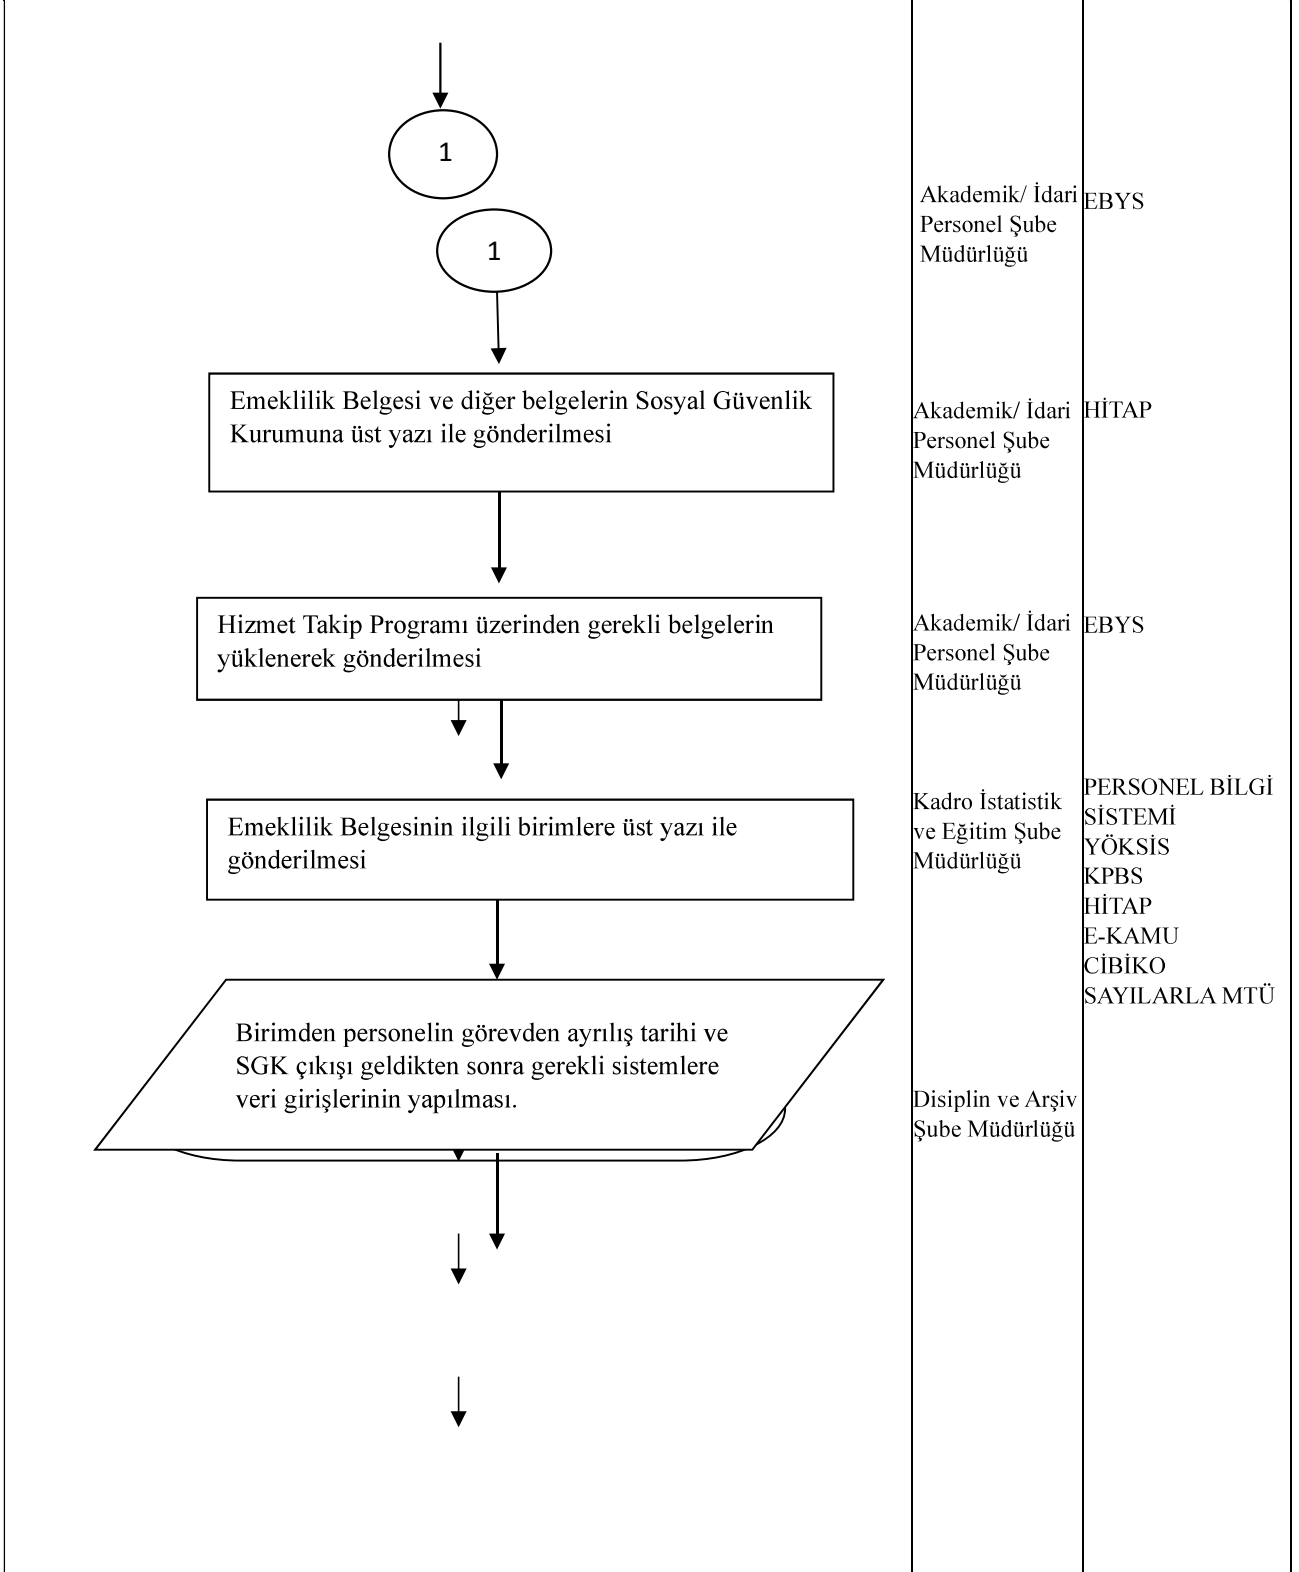 1
1
Akademik/ İdari
Personel Şube
Müdürlüğü
EBYS
Emeklilik Belgesi ve diğer belgelerin Sosyal Güvenlik
Kurumuna üst yazı ile gönderilmesi
Akademik/ İdari
Personel Şube
Müdürlüğü
HİTAP
Hizmet Takip Programı üzerinden gerekli belgelerin
yüklenerek gönderilmesi
Akademik/ İdari
Personel Şube
Müdürlüğü
EBYS
Emeklilik Belgesinin ilgili birimlere üst yazı ile
gönderilmesi
Kadro İstatistik
ve Eğitim Şube
Müdürlüğü
PERSONEL BİLGİ
SİSTEMİ
YÖKSİS
KPBS
HİTAP
E-KAMU
CİBİKO
SAYILARLA MTÜ
Birimden personelin görevden ayrılış tarihi ve
SGK çıkışı geldikten sonra gerekli sistemlere
veri girişlerinin yapılması.
Disiplin ve Arşiv
Şube Müdürlüğü